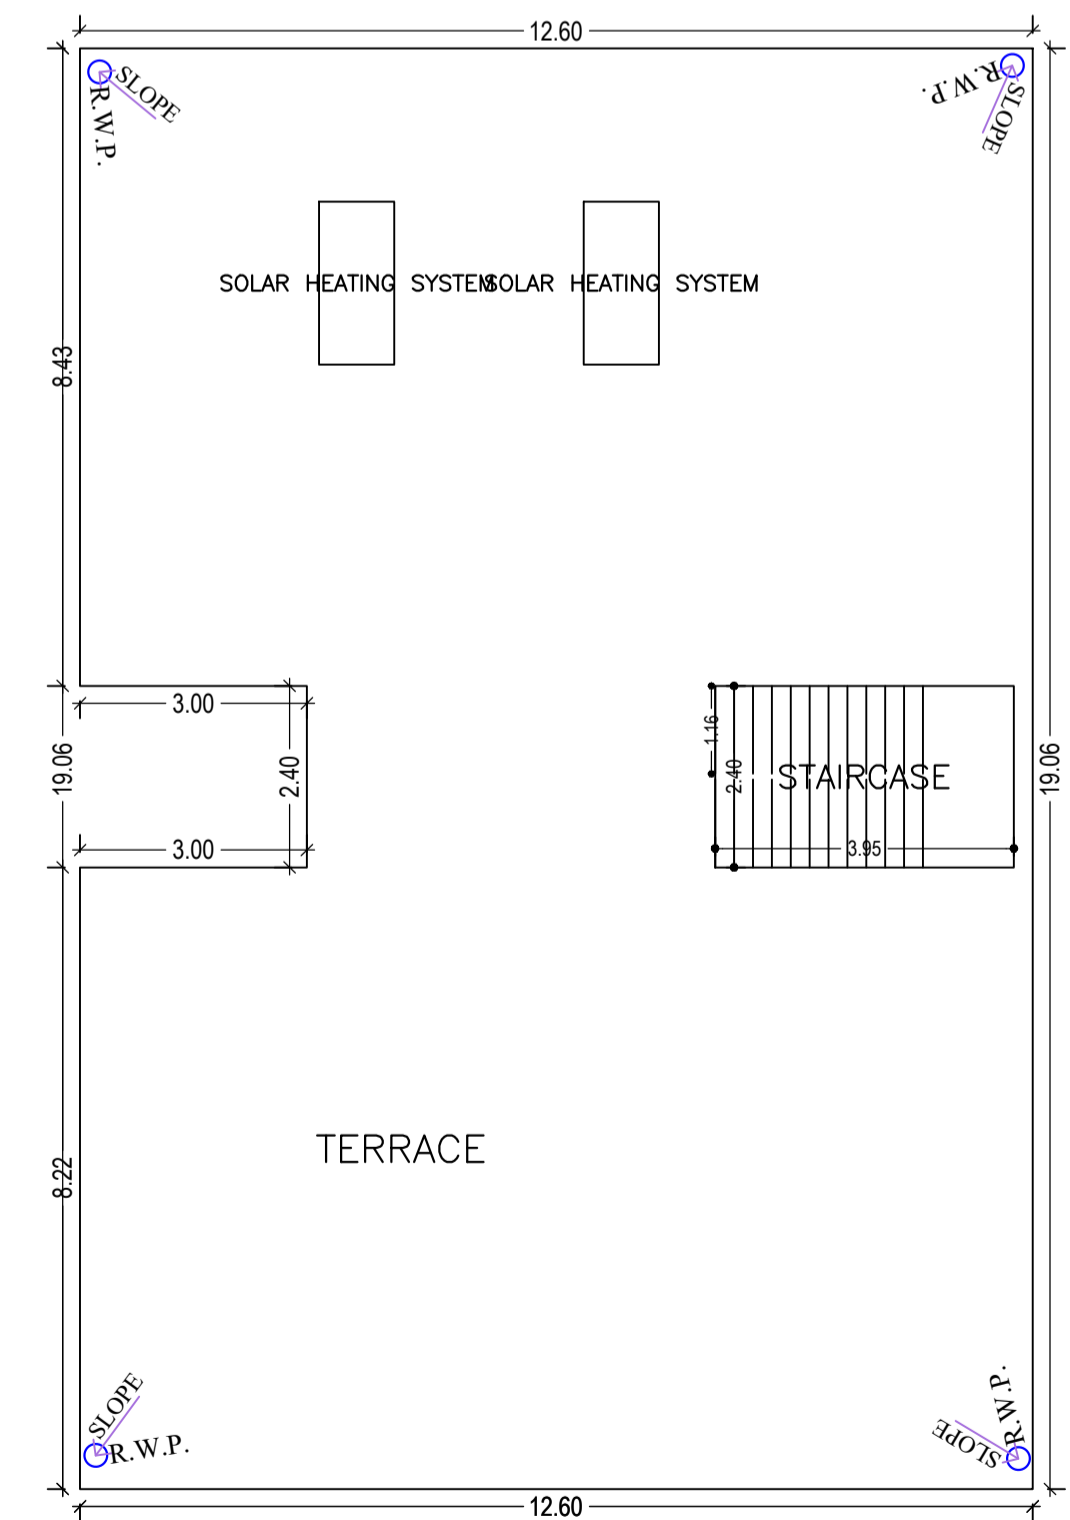 12.60
SLOPE
R.W.P.
R.W.P.
SLOPE
SOLAR HEATING SYSTEM
SOLAR HEATING SYSTEM
8.43
3.00
1.16
19.06
2.40
2.40
STAIRCASE
19.06
3.00
3.95
TERRACE
8.22
SLOPE
R.W.P.
R.W.P.
SLOPE
12.60